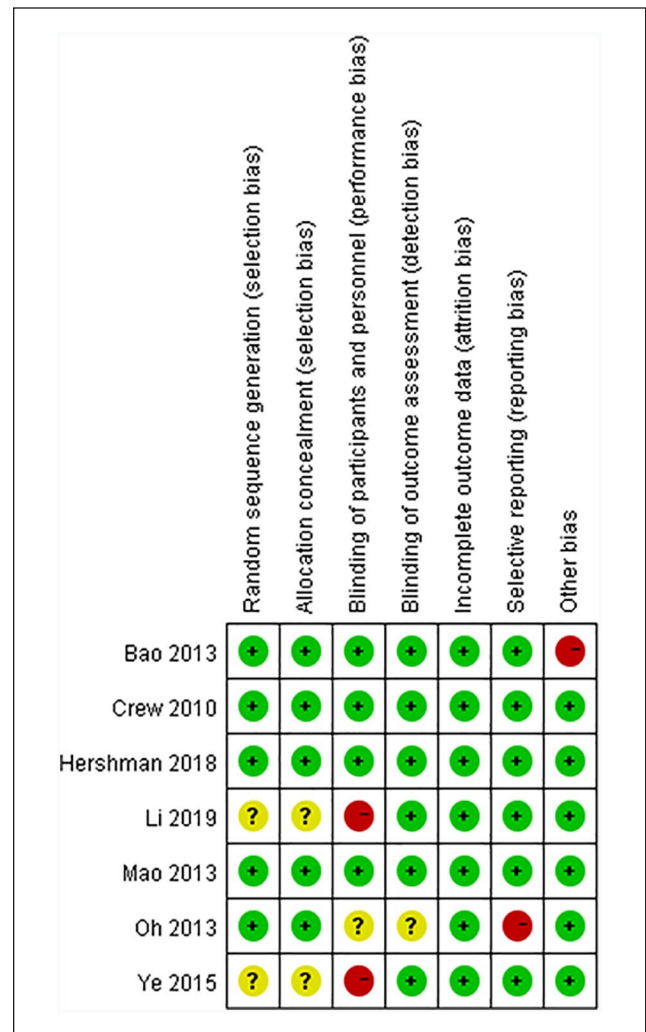 Random sequence generation (selection bias)
Allocation concealment (selection bias)
Blinding of participants and personnel (performance bias)
Blinding of outcome assessment (detection bias)
Incomplete outcome data (attrition bias)
Selective reporting (reporting bias)
Other bias
Bao 2013 + + + + + + -
Crew 2010 + + + + + + +
Hershman 2018 + + + + + + +
Li 2019 ? ? - + + + +
Mao 2013 + + + + + + +
Oh 2013 + + ? ? + - +
Ye 2015 ? ? - + + + +